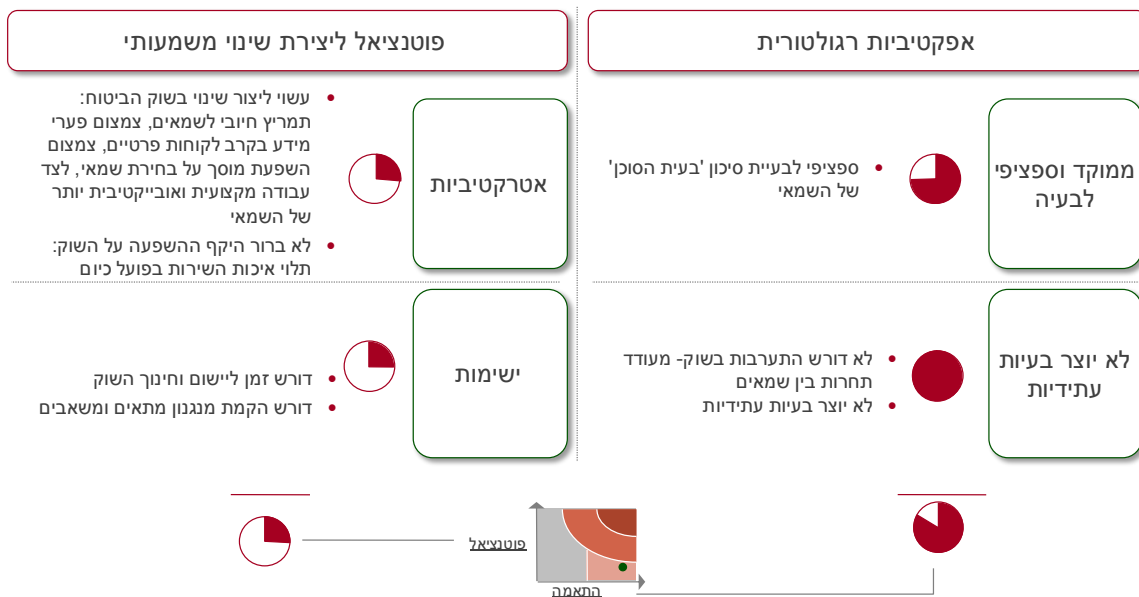 אפקטיביות רגולטורית
ממוקד וספציפי
לבעיה
ספציפי לבעיית סיכון 'בעית הסוכן'
של השמאי
לא יוצר בעיות
עתידיות
לא דורש התערבות בשוק- מעודד
תחרות בין שמאים
לא יוצר בעיות עתידיות
פוטנציאל ליצירת שינוי משמעותי
אטרקטיביות
עשוי ליצור שינוי בשוק הביטוח:
תמריץ חיובי לשמאים, צמצום פערי
מידע בקרב לקוחות פרטיים, צמצום
השפעת מוסך על בחירת שמאי, לצד
עבודה מקצועית ואובייקטיבית יותר
של השמאי
לא ברור היקף ההשפעה על השוק:
תלוי איכות השירות בפועל כיום
ישימות
דורש זמן ליישום וחינוך השוק
דורש הקמת מנגנון מתאים ומשאבים
פוטנציאל
התאמה